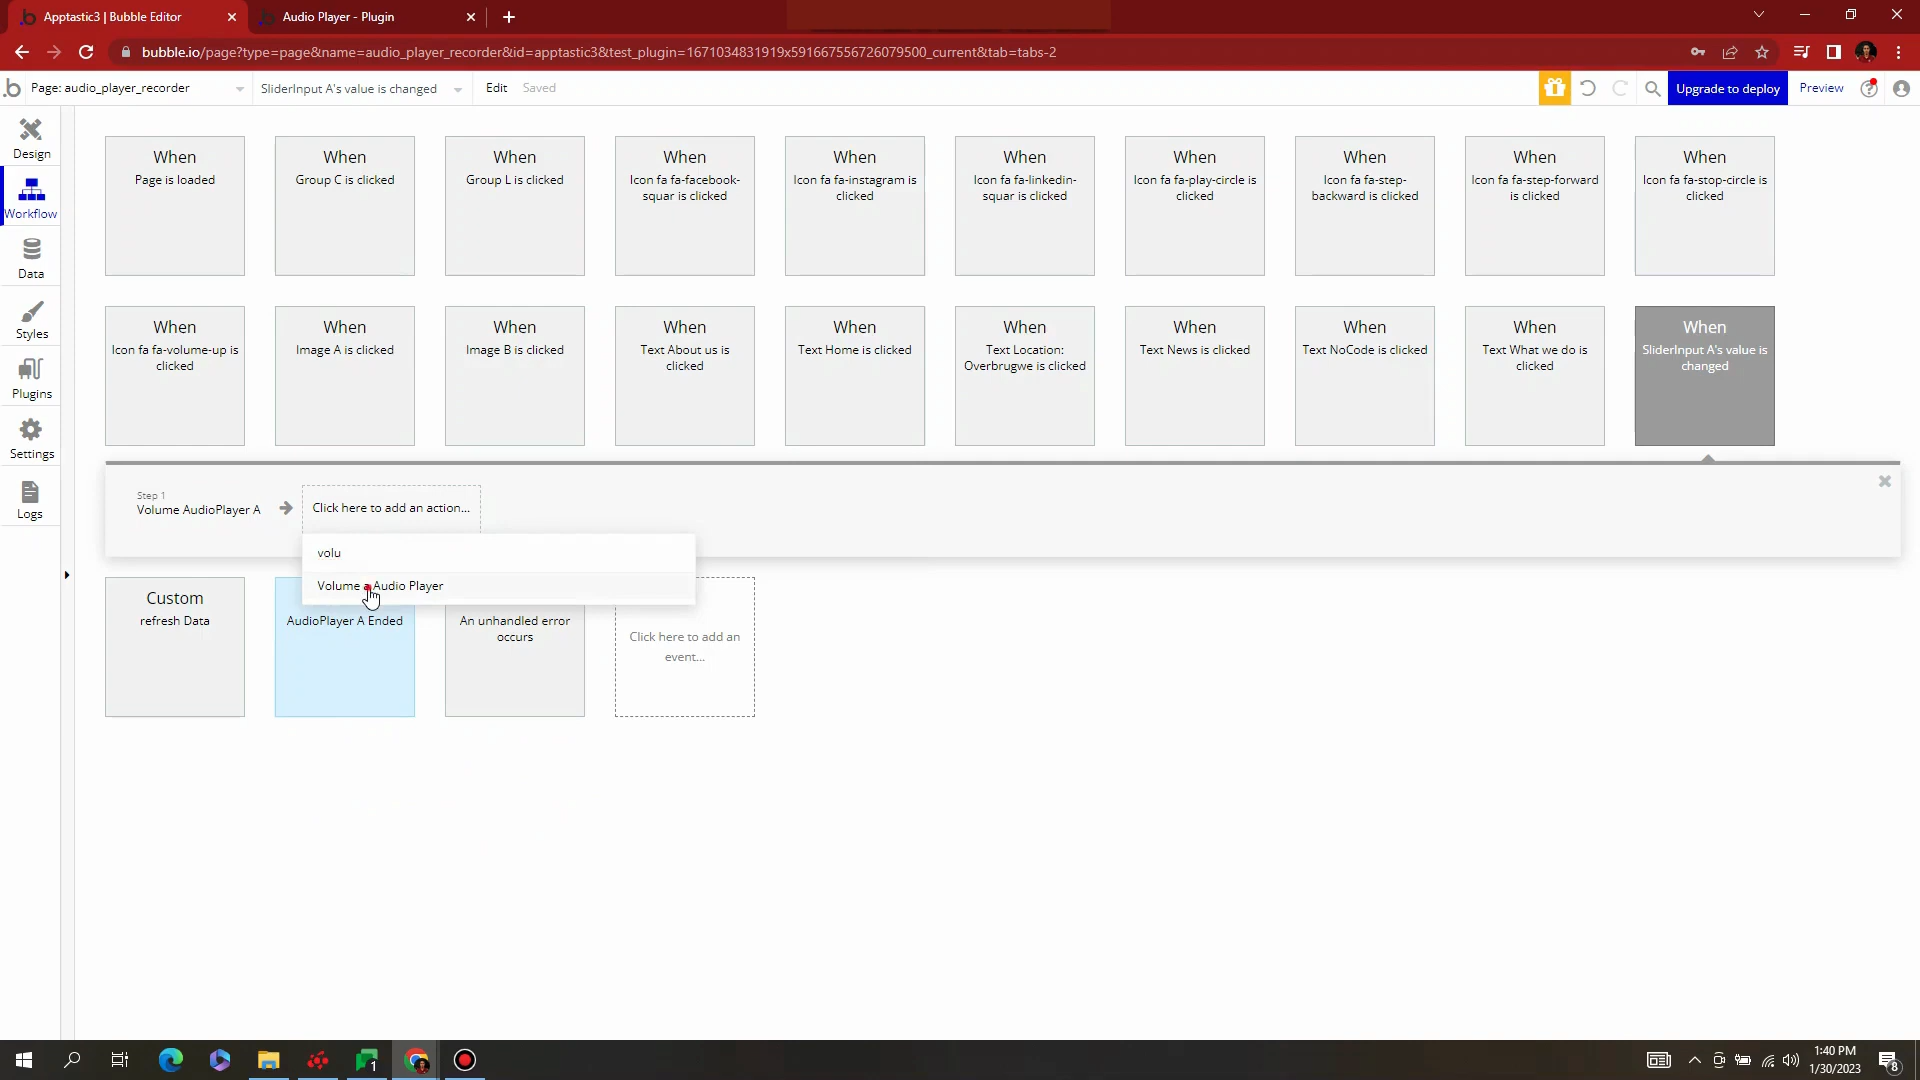 Apptastic3 | Bubble Editor
Audio Player - Plugin
bubble.io/page?type=page&name=audio_player_recorder&id=apptastic3&test_plugin=1671034831919x591667556726079500_current&tab=tabs-2
Page: audio_player_recorder
SliderInput A's value is changed
Edit
Saved
Upgrade to deploy
Preview
Design
Workflow
Data
Styles
Plugins
Settings
Logs
When
Page is loaded
When
Group C is clicked
When
Group L is clicked
When
Icon fa fa-facebook-
squar is clicked
When
Icon fa fa-instagram is
clicked
When
Icon fa fa-linkedin-
squar is clicked
When
Icon fa fa-play-circle is
clicked
When
Icon fa fa-step-
backward is clicked
When
Icon fa fa-step-forward
is clicked
When
Icon fa fa-stop-circle is
clicked
When
Icon fa fa-volume-up is
clicked
When
Image A is clicked
When
Image B is clicked
When
Text About us is
clicked
When
Text Home is clicked
When
Text Location:
Overbrugwe is clicked
When
Text News is clicked
When
Text NoCode is clicked
When
Text What we do is
clicked
When
SliderInput A's value is
changed
Step 1
Volume AudioPlayer A
Click here to add an action...
volu
Volume a Audio Player
Custom
refresh Data
AudioPlayer A Ended
An unhandled error
occurs
Click here to add an
event...
1
1:40 PM
1/30/2023
8